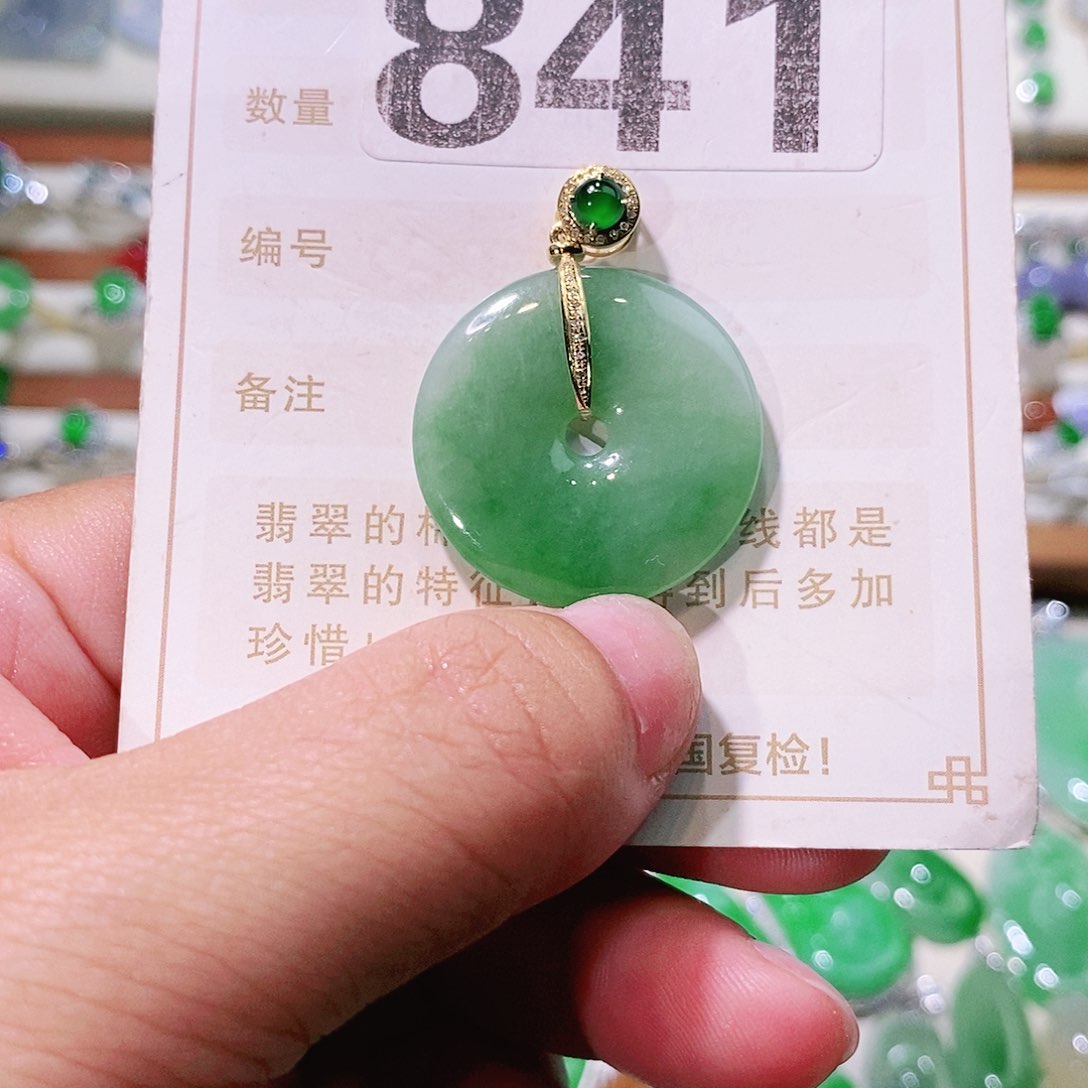 841
数量
编号
备注
翡翠的 线都是
翡翠的特征 到后多加
珍惜!
国复检!